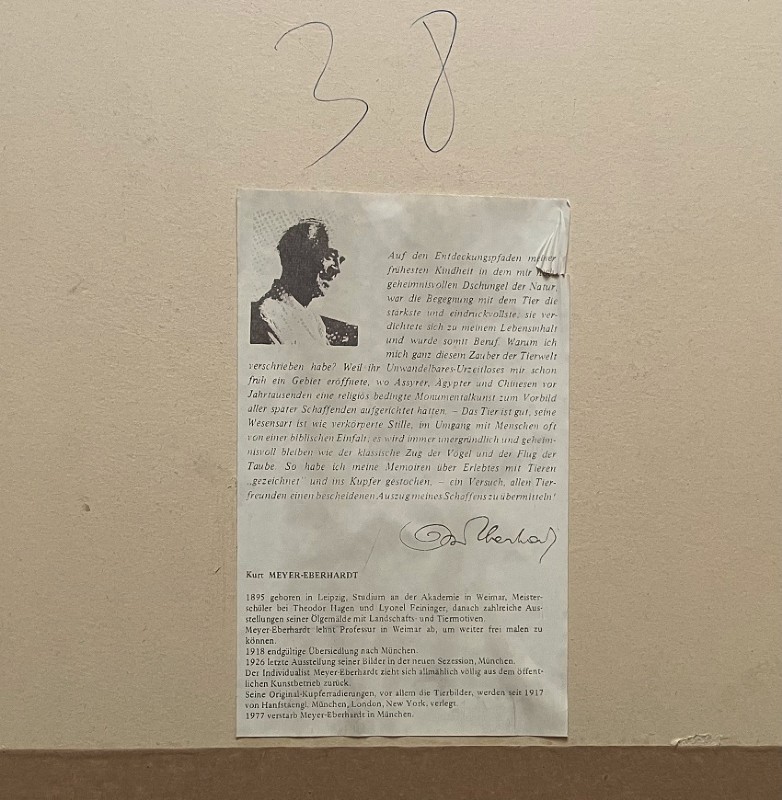 38
Auf den Entdeckungspfaden meiner
frühesten Kindheit in dem mir
geheimnisvollen Dschungel der Natur,
war die Begegnung mit dem Tier die
stärkste und eindruckvollste; sie ver-
dichtete sich zu meinem Lebensinhalt
und wurde somit Beruf. Warum ich
mich ganz diesem Zauber der Tierwelt
verschrieben habe? Weil ihr Unwandelbares-Urzeitloses mir schon
früh ein Gebiet eröffnete, wo Assyrer, Ägypter und Chinesen vor
Jahrtausenden eine religiös bedingte Monumentalkunst zum Vorbild
aller später Schaffenden aufgerichtet hatten. – Das Tier ist gut, seine
Wesensart ist wie verkörperte Stille, im Umgang mit Menschen oft
von einer biblischen Einfalt, es wird immer unergründlich und geheim-
nisvoll bleiben wie der klassische Zug der Vögel und der Flug der
Taube. So habe ich meine Memoiren über Erlebtes mit Tieren
„gezeichnet" und ins Kupfer gestochen, – ein Versuch, allen Tier-
freunden einen bescheidenen Auszug meines Schaffens zu übermitteln!
Kurt MEYER-EBERHARDT
1895 geboren in Leipzig, Studium an der Akademie in Weimar, Meister-
schüler bei Theodor Hagen und Lyonel Feininger, danach zahlreiche Aus-
stellungen seiner Ölgemälde mit Landschafts- und Tiermotiven.
Meyer-Eberhardt lehnt Professur in Weimar ab, um weiter frei malen zu
können.
1918 endgültige Übersiedlung nach München.
1926 letzte Ausstellung seiner Bilder in der neuen Sezession, München.
Der Individualist Meyer-Eberhardt zieht sich allmählich völlig aus dem öffent-
lichen Kunstbetrieb zurück.
Seine Original-Kupferradierungen, vor allem die Tierbilder, werden seit 1917
von Hanfstaengl, München, London, New York, verlegt.
1977 verstarb Meyer-Eberhardt in München.